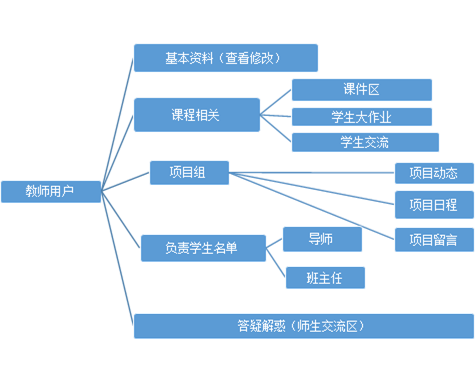 教师用户
基本资料（查看修改）
课程相关
课件区
学生大作业
学生交流
项目组
项目动态
项目日程
项目留言
负责学生名单
导师
班主任
答疑解惑（师生交流区）